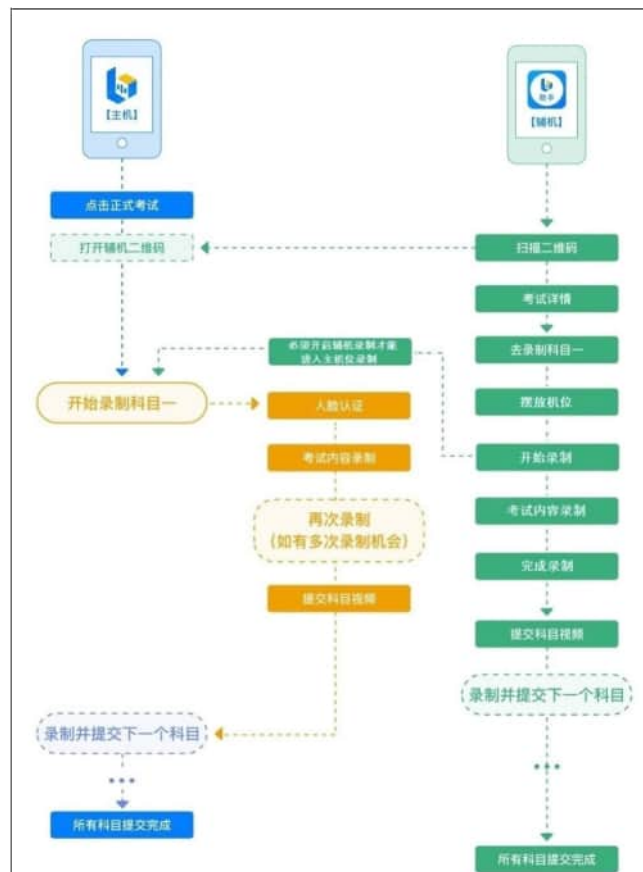 【主机】
助手
【辅机】
点击正式考试
打开辅机二维码
扫描二维码
考试详情
必须开启辅机录制才能
进入主机位录制
去录制科目一
开始录制科目一
人脸认证
摆放机位
考试内容录制
开始录制
再次录制
（如有多次录制机会）
考试内容录制
完成录制
提交科目视频
提交科目视频
录制并提交下一个科目
录制并提交下一个科目
所有科目提交完成
所有科目提交完成